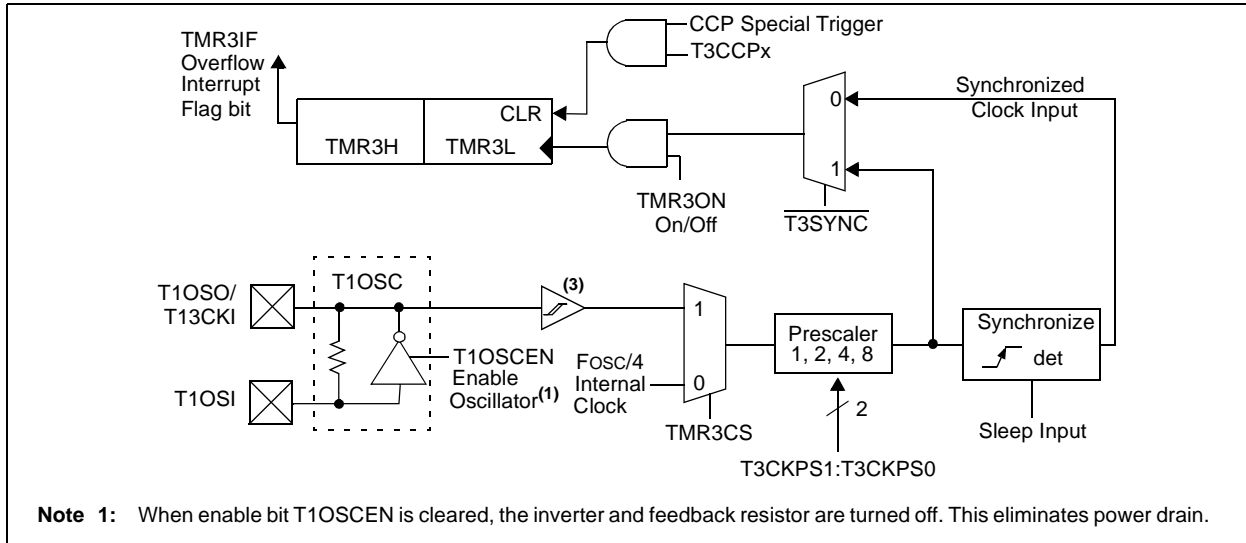 CCP Special Trigger
T3CCPx
TMR3IF
Overflow
Interrupt
Flag bit
CLR
TMR3H
TMR3L
0
1
Synchronized
Clock Input
TMR3ON
On/Off
T3SYNC
T1OSC
(3)
T1OSO/
T13CKI
T1OSI
T1OSCEN
Enable
Oscillator(1)
FOSC/4
Internal
Clock
1
0
TMR3CS
Prescaler
1, 2, 4, 8
2
T3CKPS1:T3CKPS0
Synchronize
det
Sleep Input
Note 1: When enable bit T1OSCEN is cleared, the inverter and feedback resistor are turned off. This eliminates power drain.